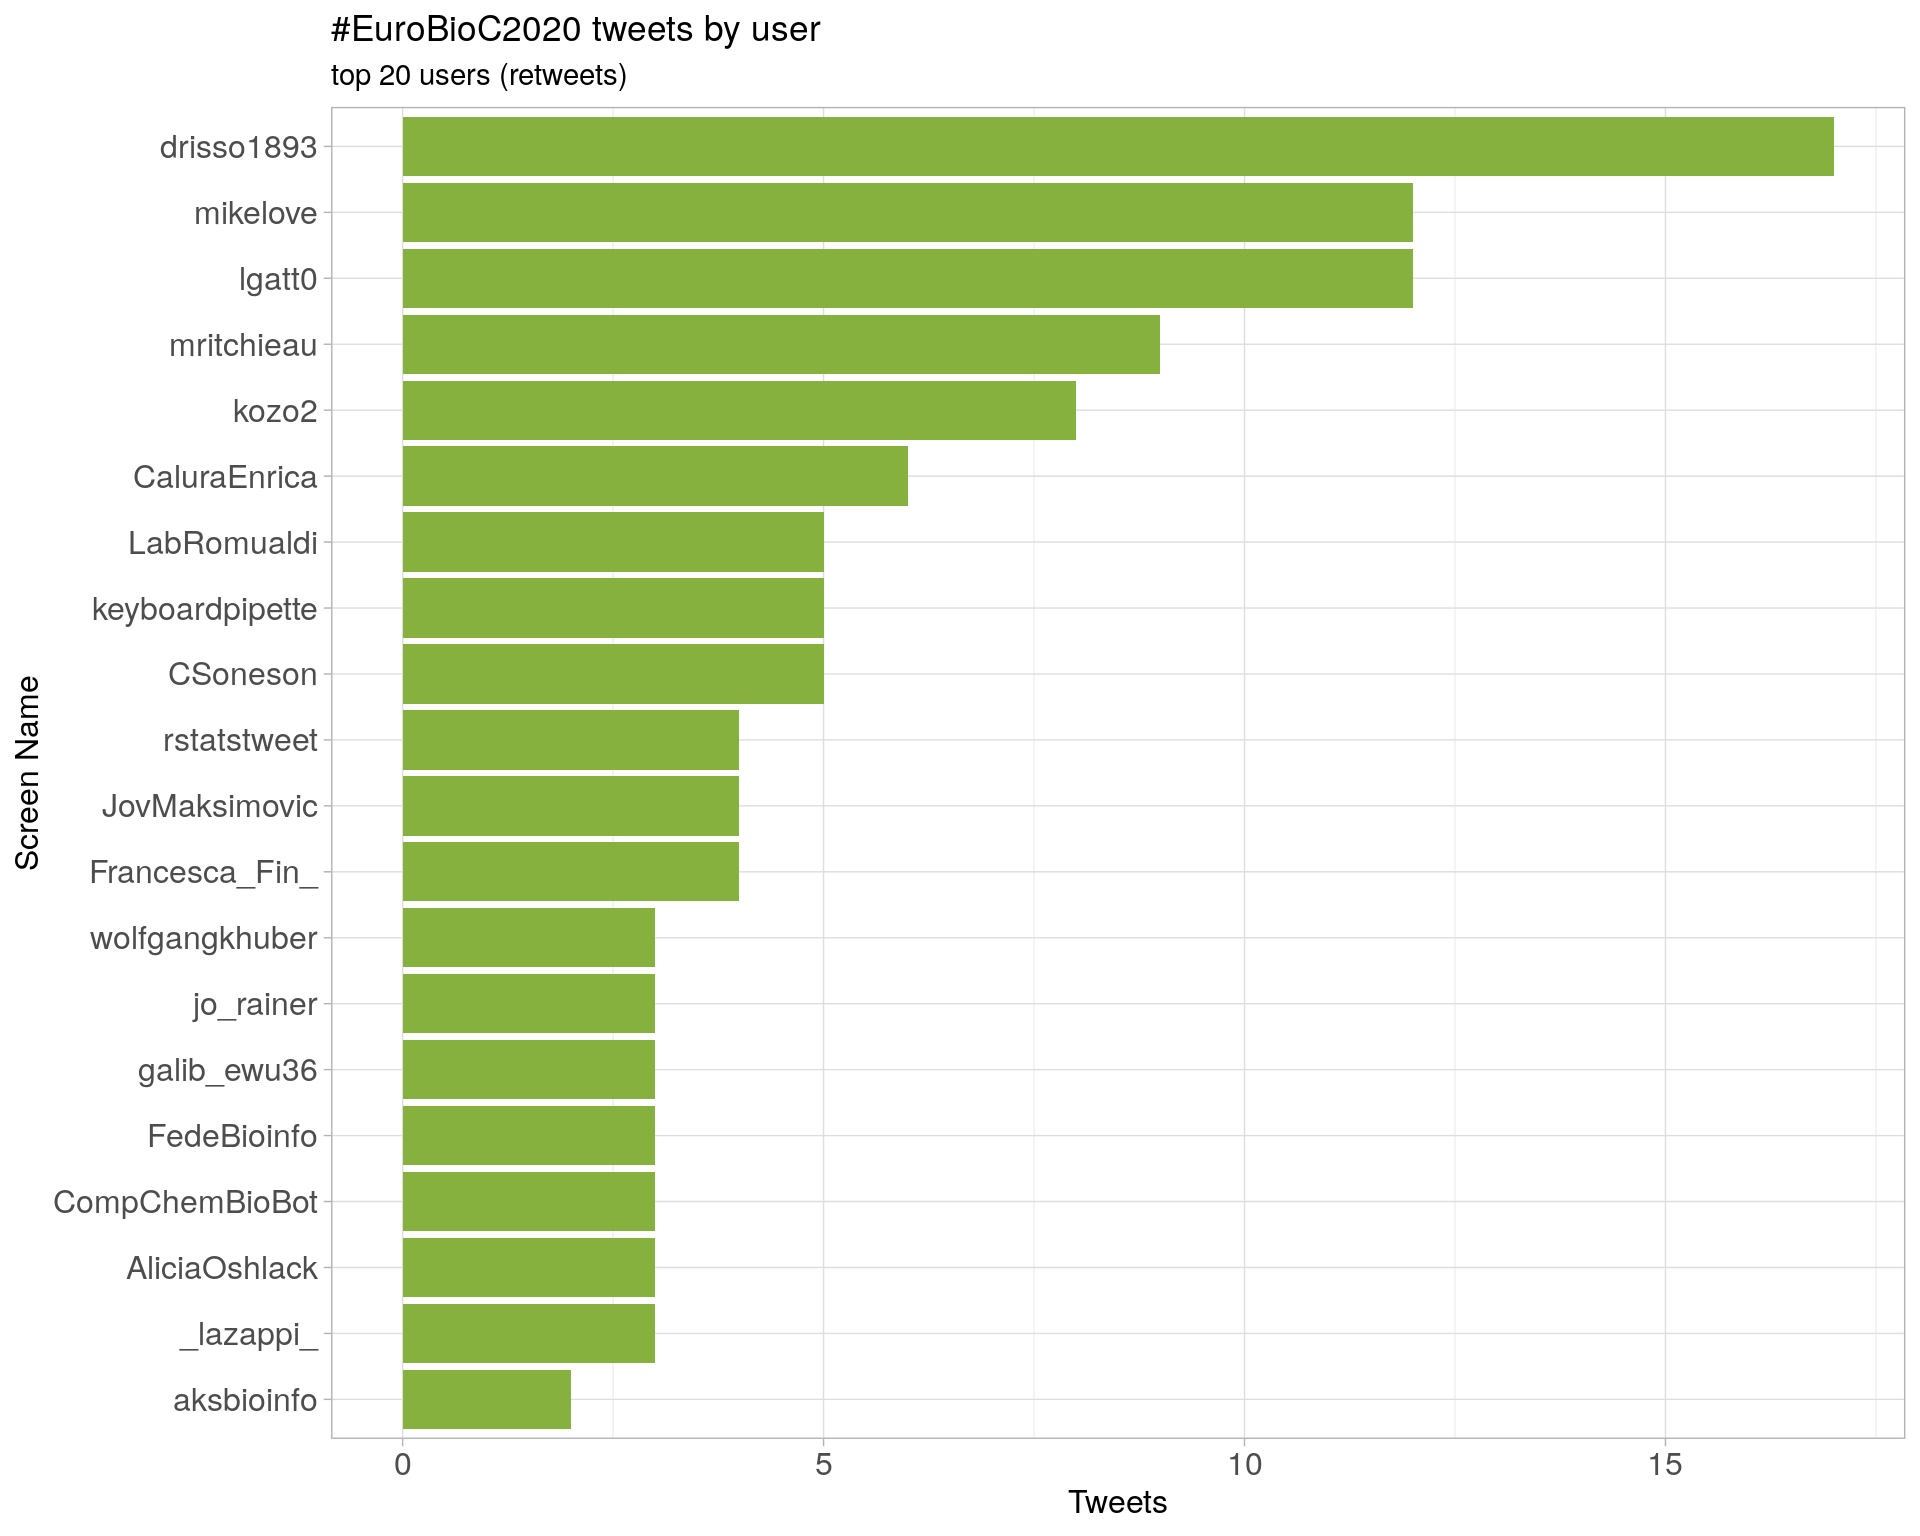 #EuroBioC2020 tweets by user
top 20 users (retweets)
drisso1893
mikelove
lgatt0
mritchieau
kozo2
CaluraEnrica
LabRomualdi
keyboardpipette
CSoneson
rstatstweet
JovMaksimovic
Francesca_Fin_
wolfgangkhuber
jo_rainer
galib_ewu36
FedeBioinfo
CompChemBioBot
AliciaOshlack
_lazappi_
aksbioinfo
Screen Name
0 5 10 15
Tweets